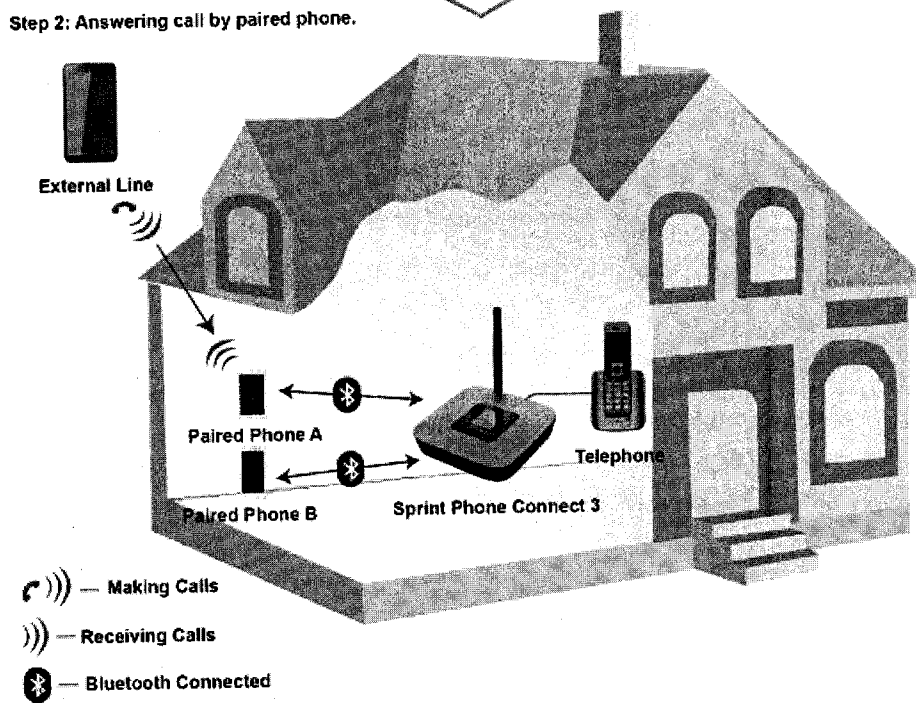 Step 2: Answering call by paired phone.
External Line
Paired Phone A
Telephone
Paired Phone B
Sprint Phone Connect 3
— Making Calls
— Receiving Calls
— Bluetooth Connected